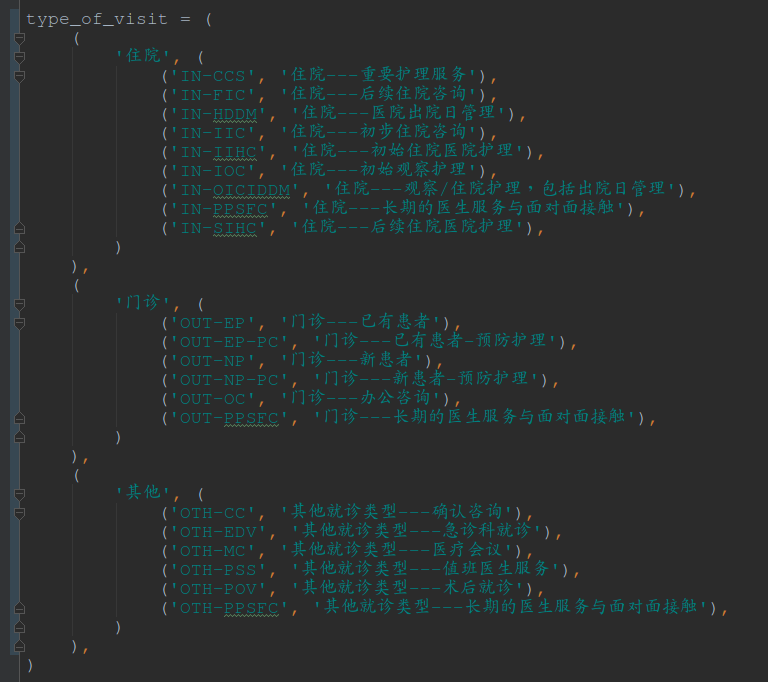 type_of_visit = (
    (
        '住院', (
            ('IN-CCS', '住院---重要护理服务'),
            ('IN-FIC', '住院---后续住院咨询'),
            ('IN-HDDM', '住院---医院出院日管理'),
            ('IN-IIC', '住院---初步住院咨询'),
            ('IN-IIHC', '住院---初始住院医院护理'),
            ('IN-IOC', '住院---初始观察护理'),
            ('IN-OICIDDM', '住院---观察/住院护理，包括出院日管理'),
            ('IN-PPSFC', '住院---长期的医生服务与面对面接触'),
            ('IN-SIHC', '住院---后续住院医院护理'),
        )
    ),
    (
        '门诊', (
            ('OUT-EP', '门诊---已有患者'),
            ('OUT-EP-PC', '门诊---已有患者-预防护理'),
            ('OUT-NP', '门诊---新患者'),
            ('OUT-NP-PC', '门诊---新患者-预防护理'),
            ('OUT-OC', '门诊---办公咨询'),
            ('OUT-PPSFC', '门诊---长期的医生服务与面对面接触'),
        )
    ),
    (
        '其他', (
            ('OTH-CC', '其他就诊类型---确认咨询'),
            ('OTH-EDV', '其他就诊类型---急诊科就诊'),
            ('OTH-MC', '其他就诊类型---医疗会议'),
            ('OTH-PSS', '其他就诊类型---值班医生服务'),
            ('OTH-POV', '其他就诊类型---术后就诊'),
            ('OTH-PPSFC', '其他就诊类型---长期的医生服务与面对面接触'),
        )
    ),
)